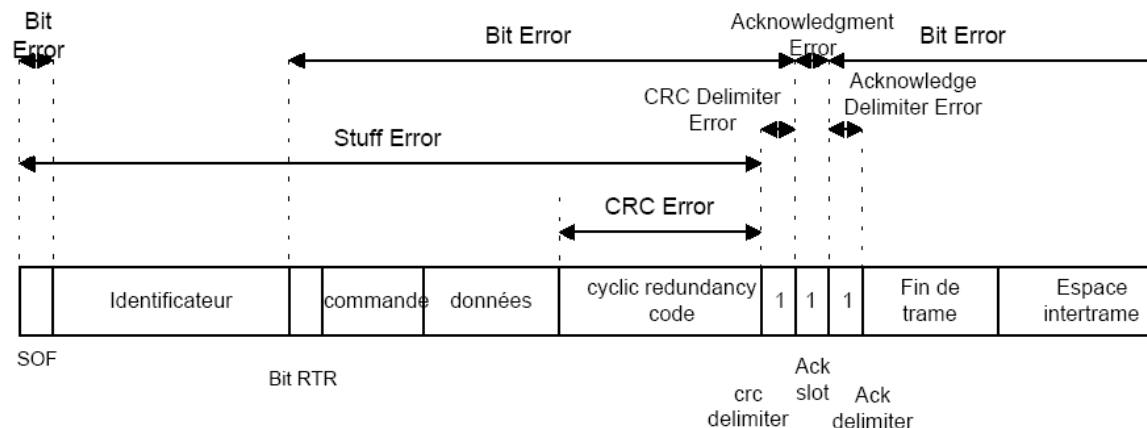 Bit
Error
Bit Error
Acknowledgment
Error
Bit Error
CRC Delimiter
Error
Acknowledge
Delimiter Error
Stuff Error
CRC Error
Identificateur
commande
données
cyclic redundancy
code
1
1
1
Fin de
trame
Espace
intertrame
SOF
Bit RTR
crc
delimiter
Ack
slot
Ack
delimiter